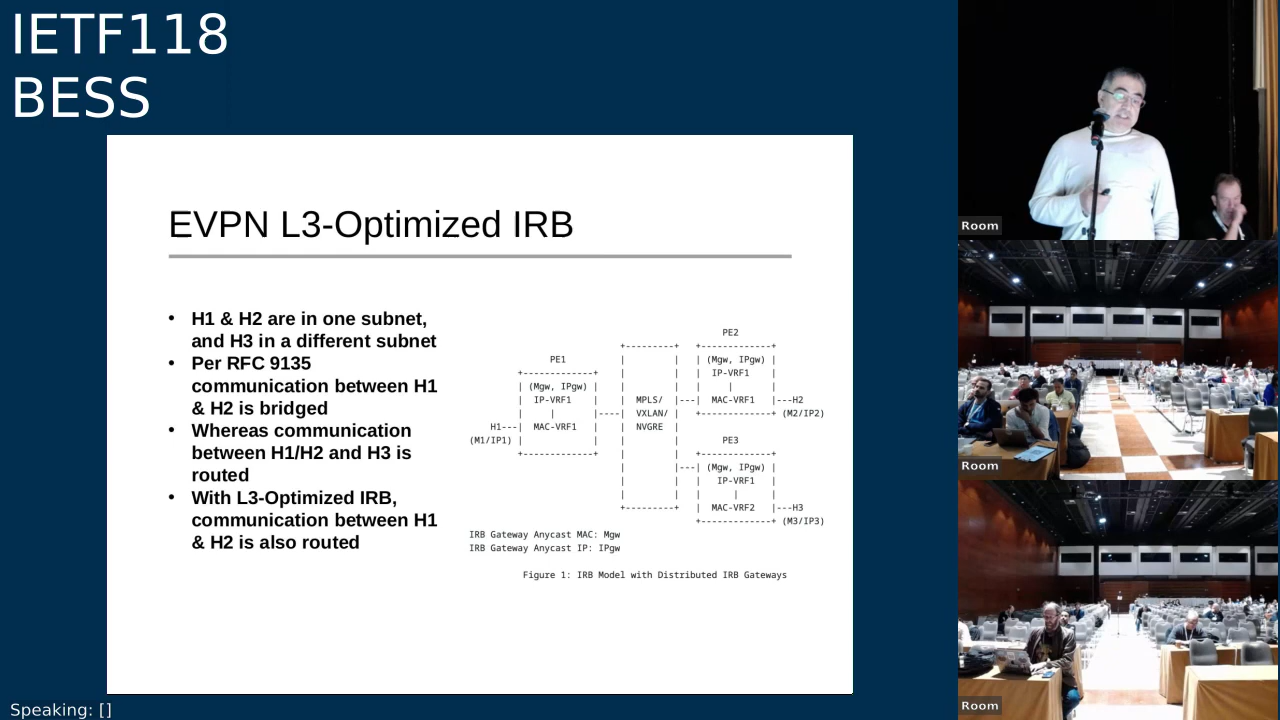 IETF118
BESS
EVPN L3-Optimized IRB
• H1 & H2 are in one subnet,
and H3 in a different subnet
• Per RFC 9135
communication between H1
& H2 is bridged
• Whereas communication
between H1/H2 and H3 is
routed
• With L3-Optimized IRB,
communication between H1
& H2 is also routed
                                               PE2
                            +---------+   +-------------+
               PE1          |         |   | (Mgw, IPgw) |
         +-------------+    |         |   |  IP-VRF1    |
         | (Mgw, IPgw) |    |         |   |     |       |
         |  IP-VRF1    |    |  MPLS/  |---|  MAC-VRF1   |---H2
         |     |       |----|  VXLAN/ |   +-------------+ (M2/IP2)
    H1---|  MAC-VRF1   |    |  NVGRE  |
(M1/IP1) |             |    |         |        PE3
         +-------------+    |         |   +-------------+
                            |         |---| (Mgw, IPgw) |
                            |         |   |   IP-VRF1   |
                            |         |   |      |      |
                            +---------+   |  MAC-VRF2   |---H3
                                          +-------------+ (M3/IP3)
IRB Gateway Anycast MAC: Mgw
IRB Gateway Anycast IP: IPgw
Figure 1: IRB Model with Distributed IRB Gateways
Room
Room
Room
Speaking: []